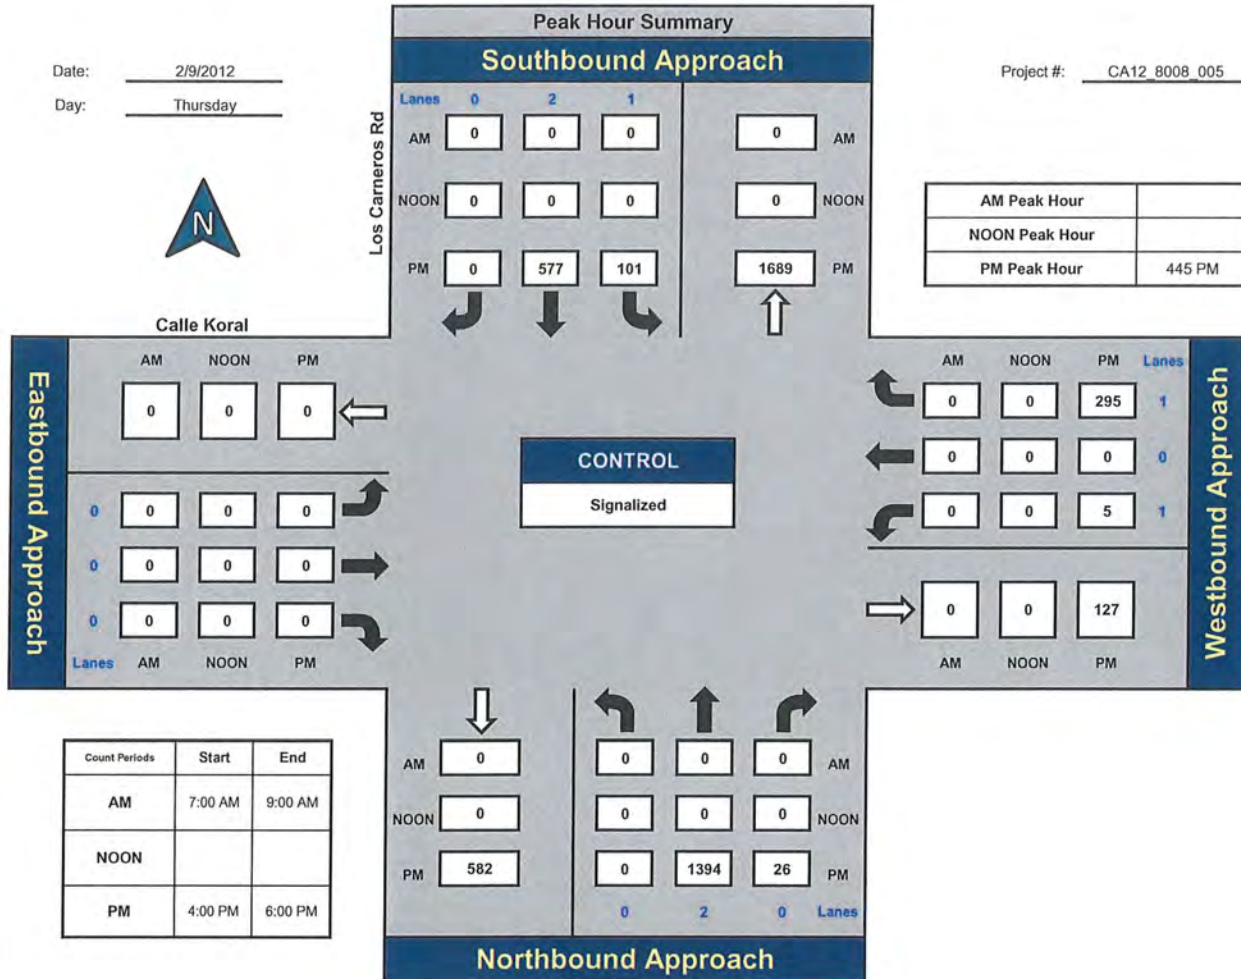 Peak Hour Summary
Southbound Approach
Date: 2/9/2012
Day: Thursday
Project #: CA12_8008_005
N
Los Carneros Rd
Lanes 0 2 1
AM 0 0 0 0 AM
NOON 0 0 0 0 NOON
PM 0 577 101 1689 PM
AM Peak Hour
NOON Peak Hour
PM Peak Hour 445 PM
Calle Koral
Eastbound Approach
AM NOON PM
0 0 0
0 0 0 0
0 0 0 0
0 0 0 0
Lanes AM NOON PM
CONTROL
Signalized
AM NOON PM Lanes
0 0 295 1
0 0 0 0
0 0 5 1
0 0 127
AM NOON PM
Westbound Approach
Count Periods Start End
AM 7:00 AM 9:00 AM
NOON
PM 4:00 PM 6:00 PM
AM 0 0 0 0 AM
NOON 0 0 0 0 NOON
PM 582 0 1394 26 PM
0 2 0 Lanes
Northbound Approach